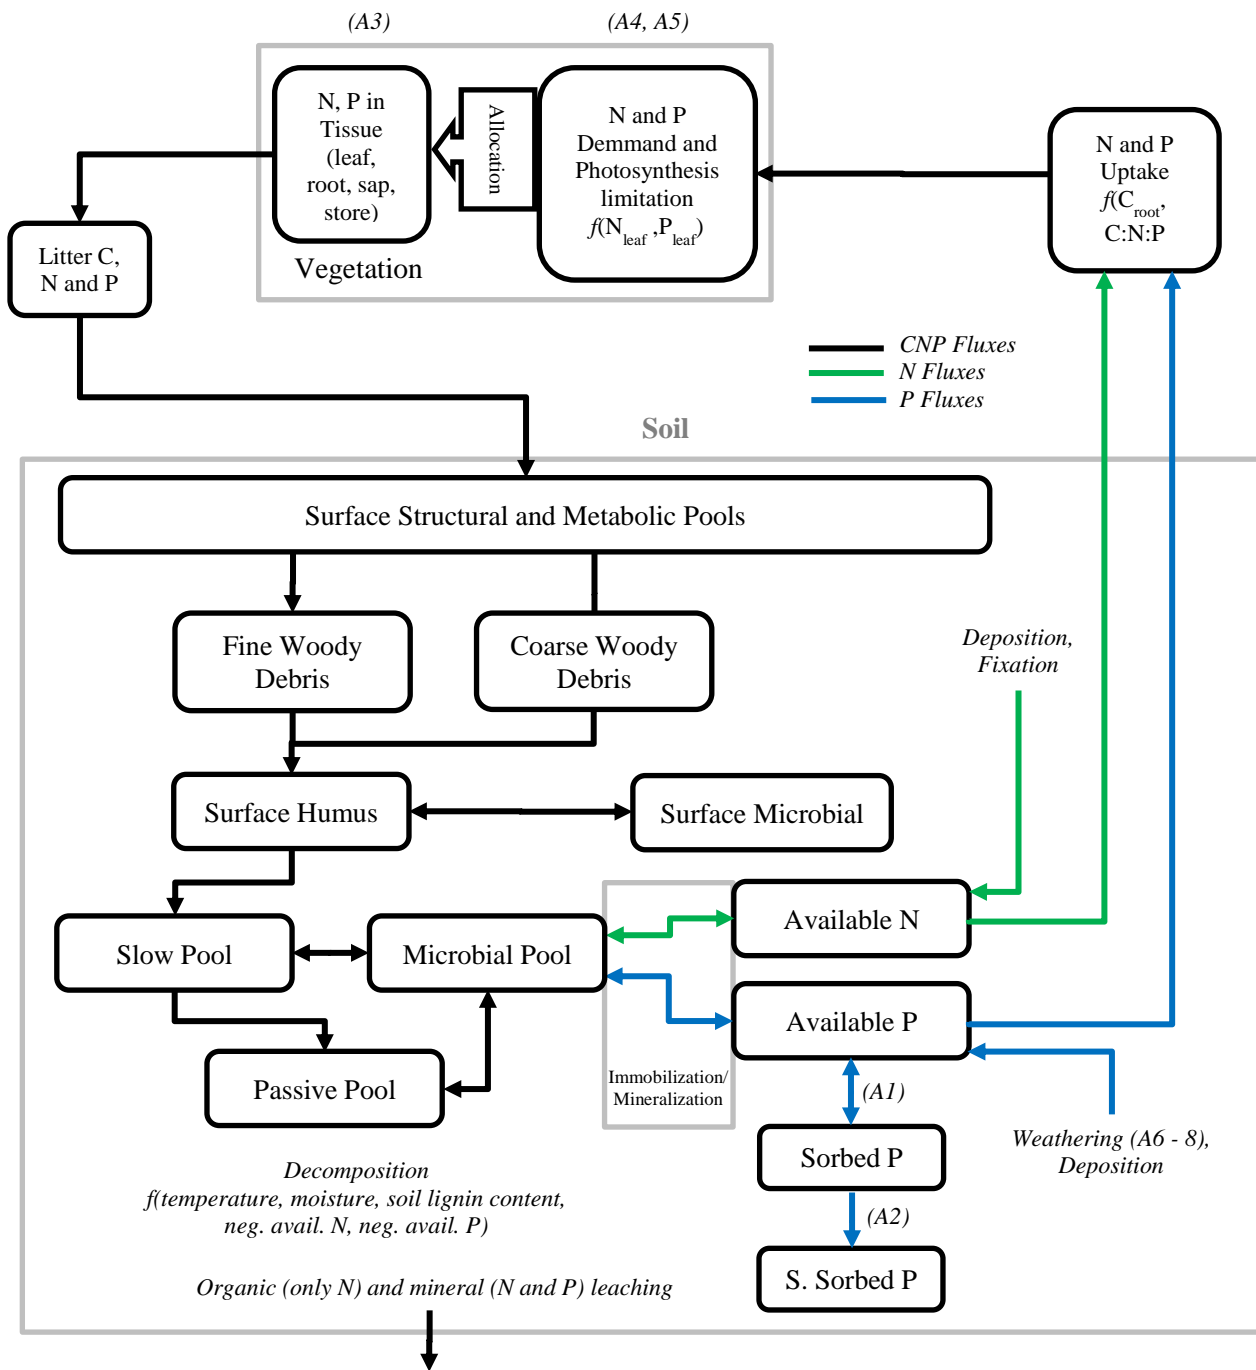 (A3)
(A4, A5)
N, P in
Tissue
(leaf,
root, sap,
store)
Allocation
N and P
Demmand and
Photosynthesis
limitation
f(N_leaf ,P_leaf)
Vegetation
N and P
Uptake
f(C_root,
C:N:P
Litter C,
N and P
CNP Fluxes
N Fluxes
P Fluxes
Soil
Surface Structural and Metabolic Pools
Fine Woody
Debris
Coarse Woody
Debris
Deposition,
Fixation
Surface Humus
Surface Microbial
Slow Pool
Microbial Pool
Available N
Available P
Passive Pool
Immobilization/
Mineralization
(A1)
Weathering (A6 - 8),
Deposition
Sorbed P
(A2)
S. Sorbed P
Decomposition
f(temperature, moisture, soil lignin content,
neg. avail. N, neg. avail. P)
Organic (only N) and mineral (N and P) leaching